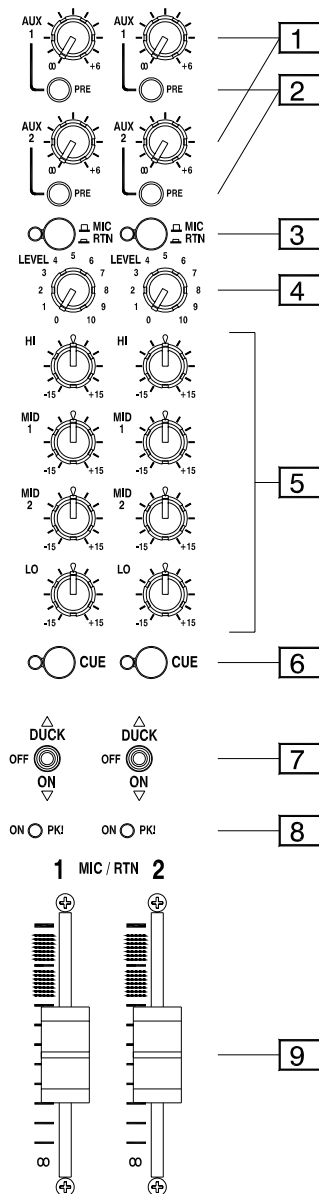 AUX 1 AUX 1
∞ +6 ∞ +6 1
PRE PRE 2
AUX 2 AUX 2
∞ +6 ∞ +6
PRE PRE
MIC RTN MIC RTN 3
LEVEL 0 1 2 3 4 5 6 7 8 9 10 LEVEL 0 1 2 3 4 5 6 7 8 9 10 4
HI HI
-15 +15 -15 +15
MID 1 MID 1
-15 +15 -15 +15
5
MID 2 MID 2
-15 +15 -15 +15
LO LO
-15 +15 -15 +15
CUE CUE 6
DUCK DUCK
OFF OFF 7
ON ON
ON PK! ON PK! 8
1 MIC / RTN 2
9
∞ ∞